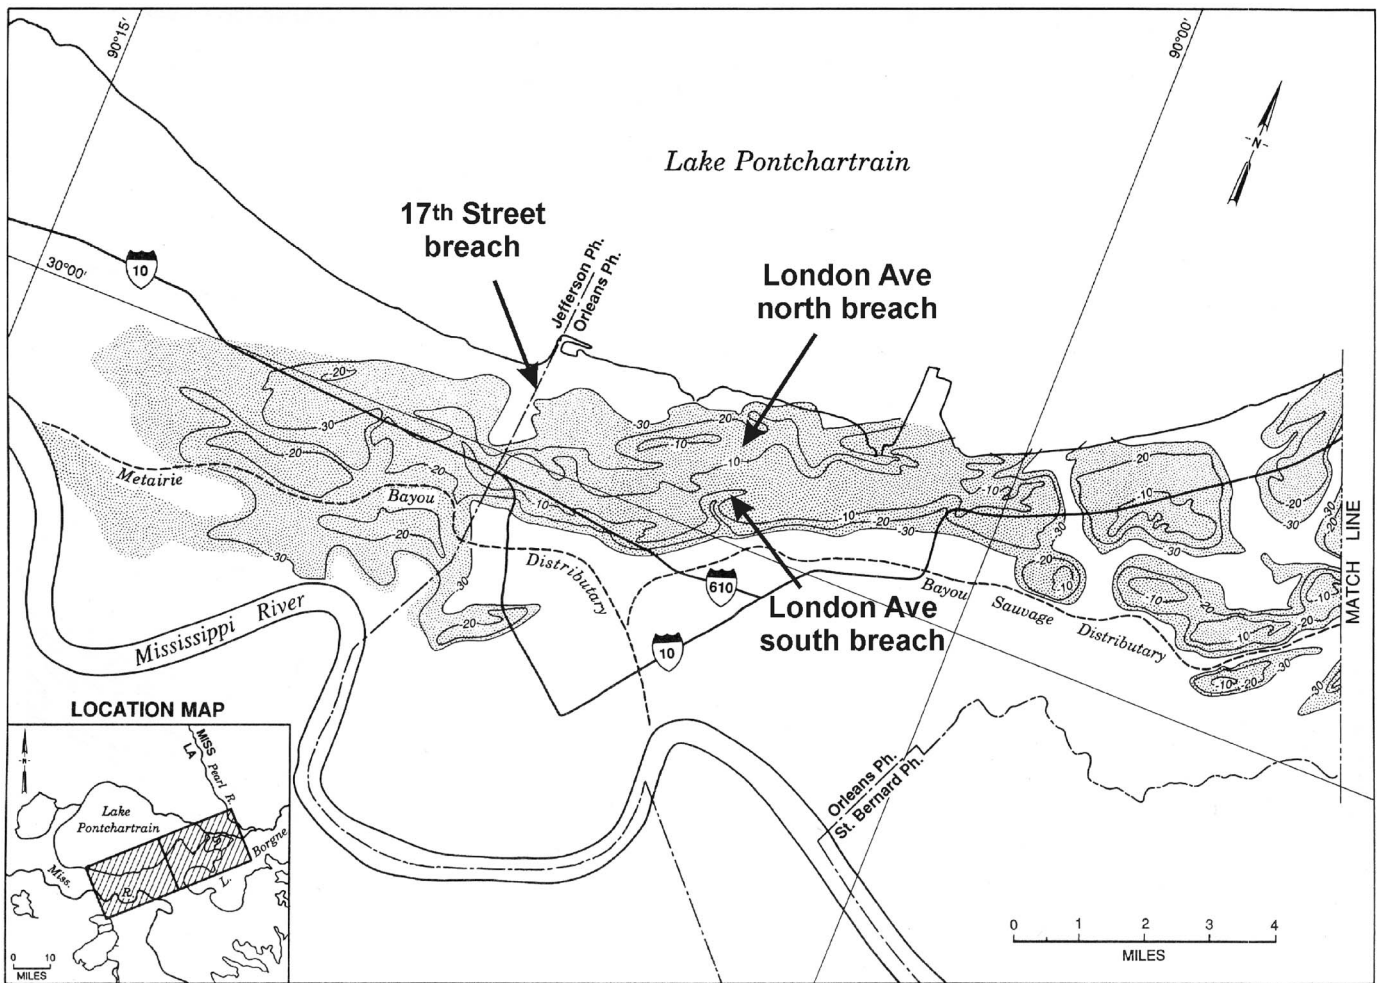 90°15'
90°00'
N
Lake Pontchartrain
17th Street
breach
Jefferson Ph.
Orleans Ph.
London Ave
north breach
10
30°00'
-20
-30
-20
-30
-20
-30
-10
20
-10
-20
-10
-20
-30
-10
-20
-30
-10
-30
-20
-10
20
-10
-30
-20
-30
-10
-20
-30
-10
-20
-30
-20
-30
Metairie
Bayou
Distributary
610
10
London Ave
south breach
Bayou
Sauvage
Distributary
MATCH LINE
Mississippi River
LOCATION MAP
N
MISS
LA
Pearl R.
Lake
Pontchartrain
Borgne
L.
Miss.
R.
0 10
MILES
Orleans Ph.
St. Bernard Ph.
0 1 2 3 4
MILES